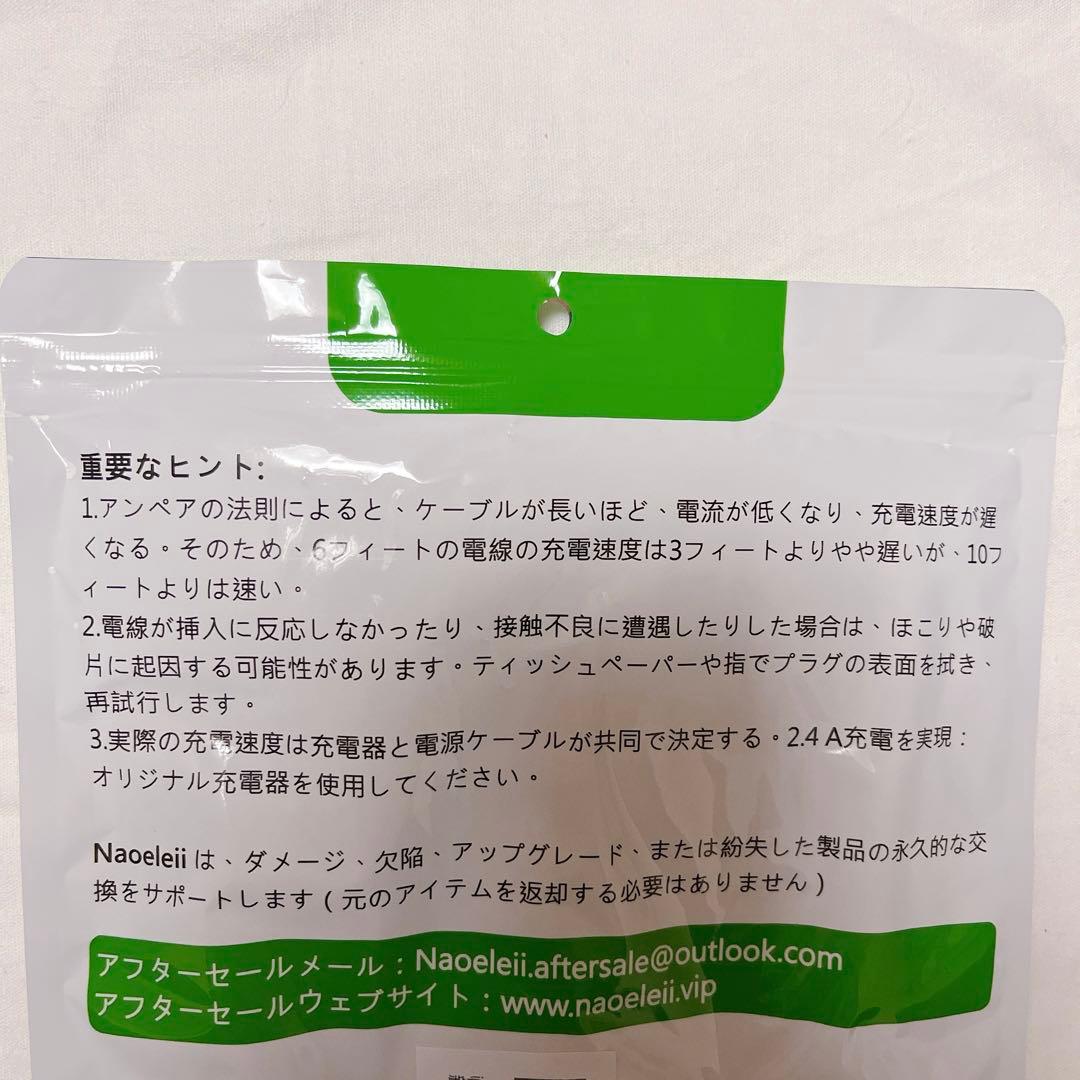 重要なヒント:
1.アンペアの法則によると、ケーブルが長いほど、電流が低くなり、充電速度が遅
くなる。そのため、6フィートの電線の充電速度は3フィートよりやや遅いが、10フ
ィートよりは速い。
2.電線が挿入に反応しなかったり、接触不良に遭遇したりした場合は、ほこりや破
片に起因する可能性があります。ティッシュペーパーや指でプラグの表面を拭き、
再試行します。
3.実際の充電速度は充電器と電源ケーブルが共同で決定する。2.4 A充電を実現：
オリジナル充電器を使用してください。
Naoeleii は、ダメージ、欠陥、アップグレード、または紛失した製品の永久的な交
換をサポートします ( 元のアイテムを返却する必要はありません )
アフターセールメール：Naoeleii.aftersale@outlook.com
アフターセールウェブサイト：www.naoeleii.vip